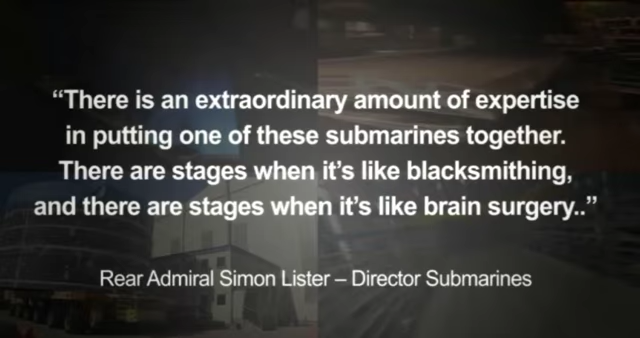 “There is an extraordinary amount of expertise
in putting one of these submarines together.
There are stages when it’s like blacksmithing,
and there are stages when it’s like brain surgery..”
Rear Admiral Simon Lister – Director Submarines